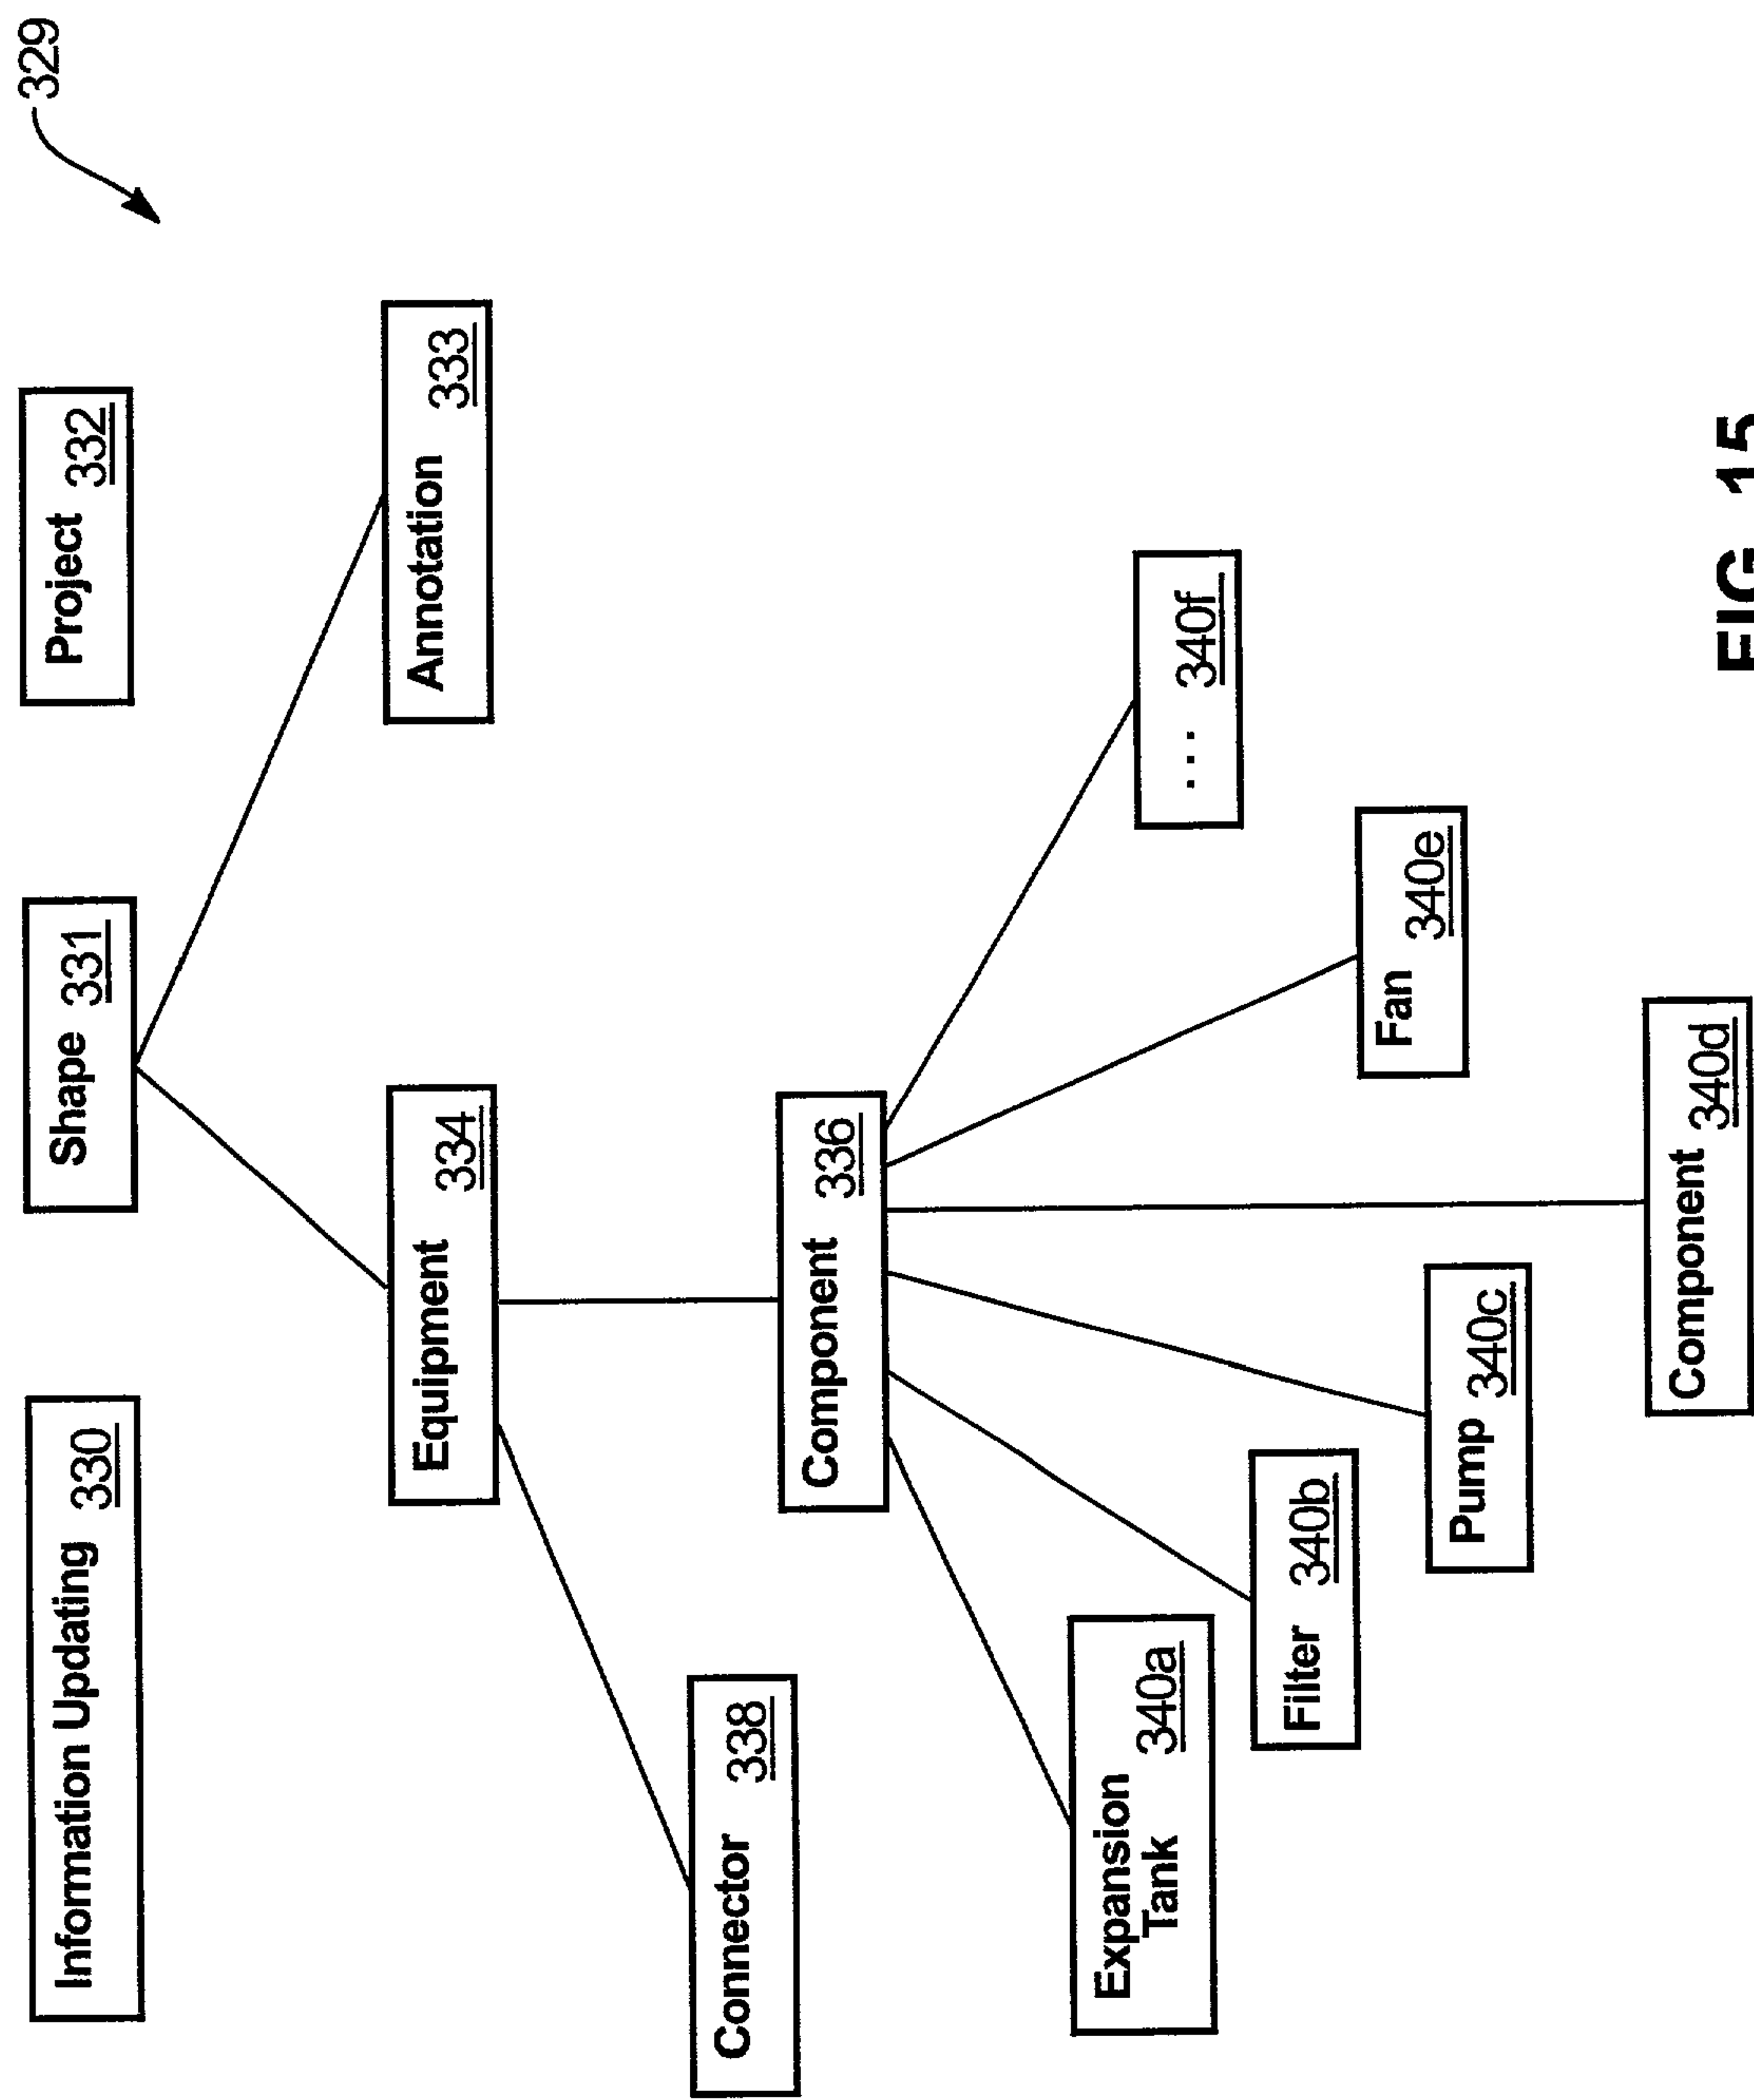 329
Information Updating 330
Shape 331
Project 332
Equipment 334
Annotation 333
Connector 338
Component 336
Expansion
Tank 340a
Filter 340b
Pump 340c
Component 340d
Fan 340e
... 340f
FIG. 15